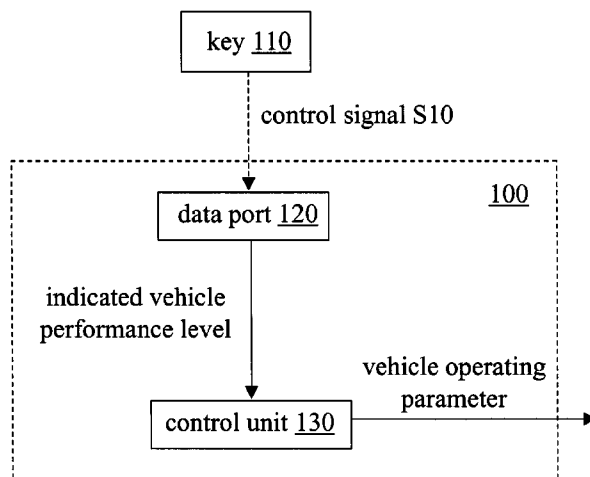 key 110
control signal S10
100
data port 120
indicated vehicle
performance level
vehicle operating
parameter
control unit 130